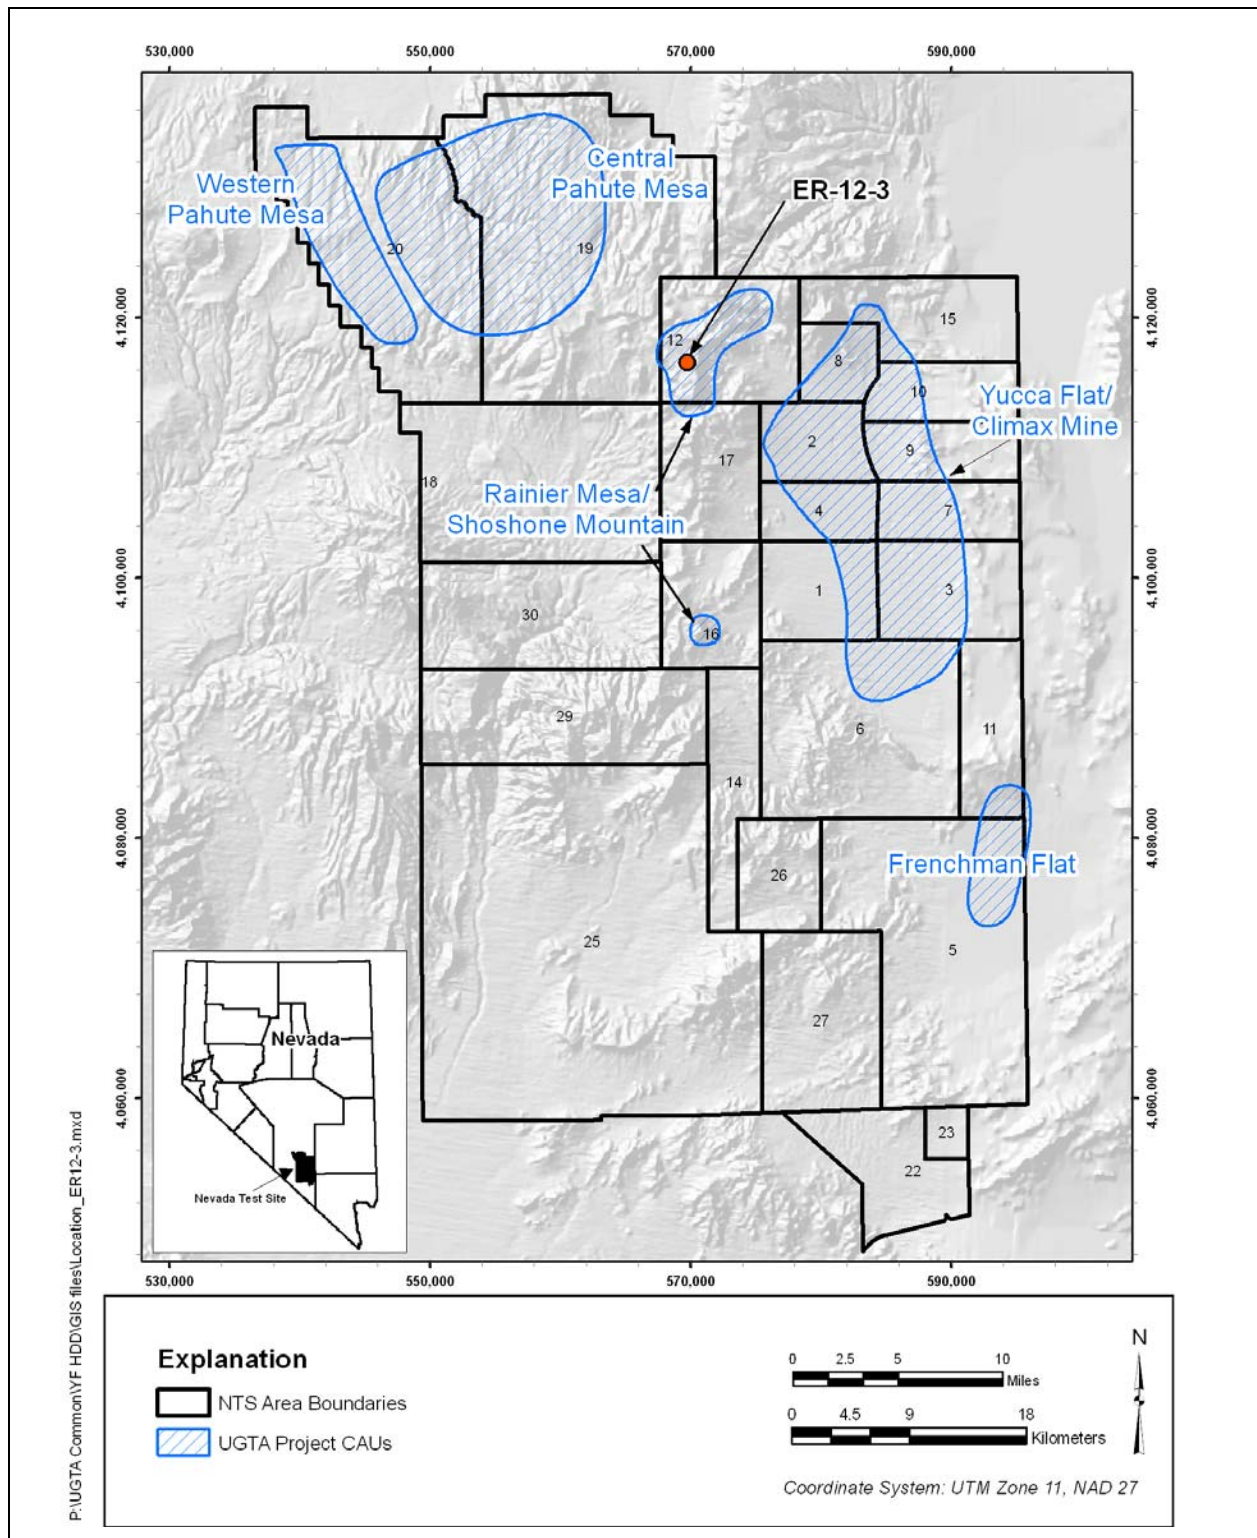 530,000
550,000
570,000
590,000
Western
Pahute Mesa
Central
Pahute Mesa
ER-12-3
20
19
4,120,000
4,120,000
15
12
8
10
Yucca Flat/
Climax Mine
2
9
17
18
Rainier Mesa/
Shoshone Mountain
4
7
4,100,000
4,100,000
1
3
30
16
29
6
11
14
4,080,000
4,080,000
Frenchman Flat
26
25
5
27
Nevada
Nevada Test Site
4,060,000
4,060,000
23
22
530,000
550,000
570,000
590,000
P:\UGTA Common\YF HDD\GIS files\Location_ER12-3.mxd
Explanation
NTS Area Boundaries
UGTA Project CAUs
0 2.5 5 10
Miles
0 4.5 9 18
Kilometers
N
Coordinate System: UTM Zone 11, NAD 27